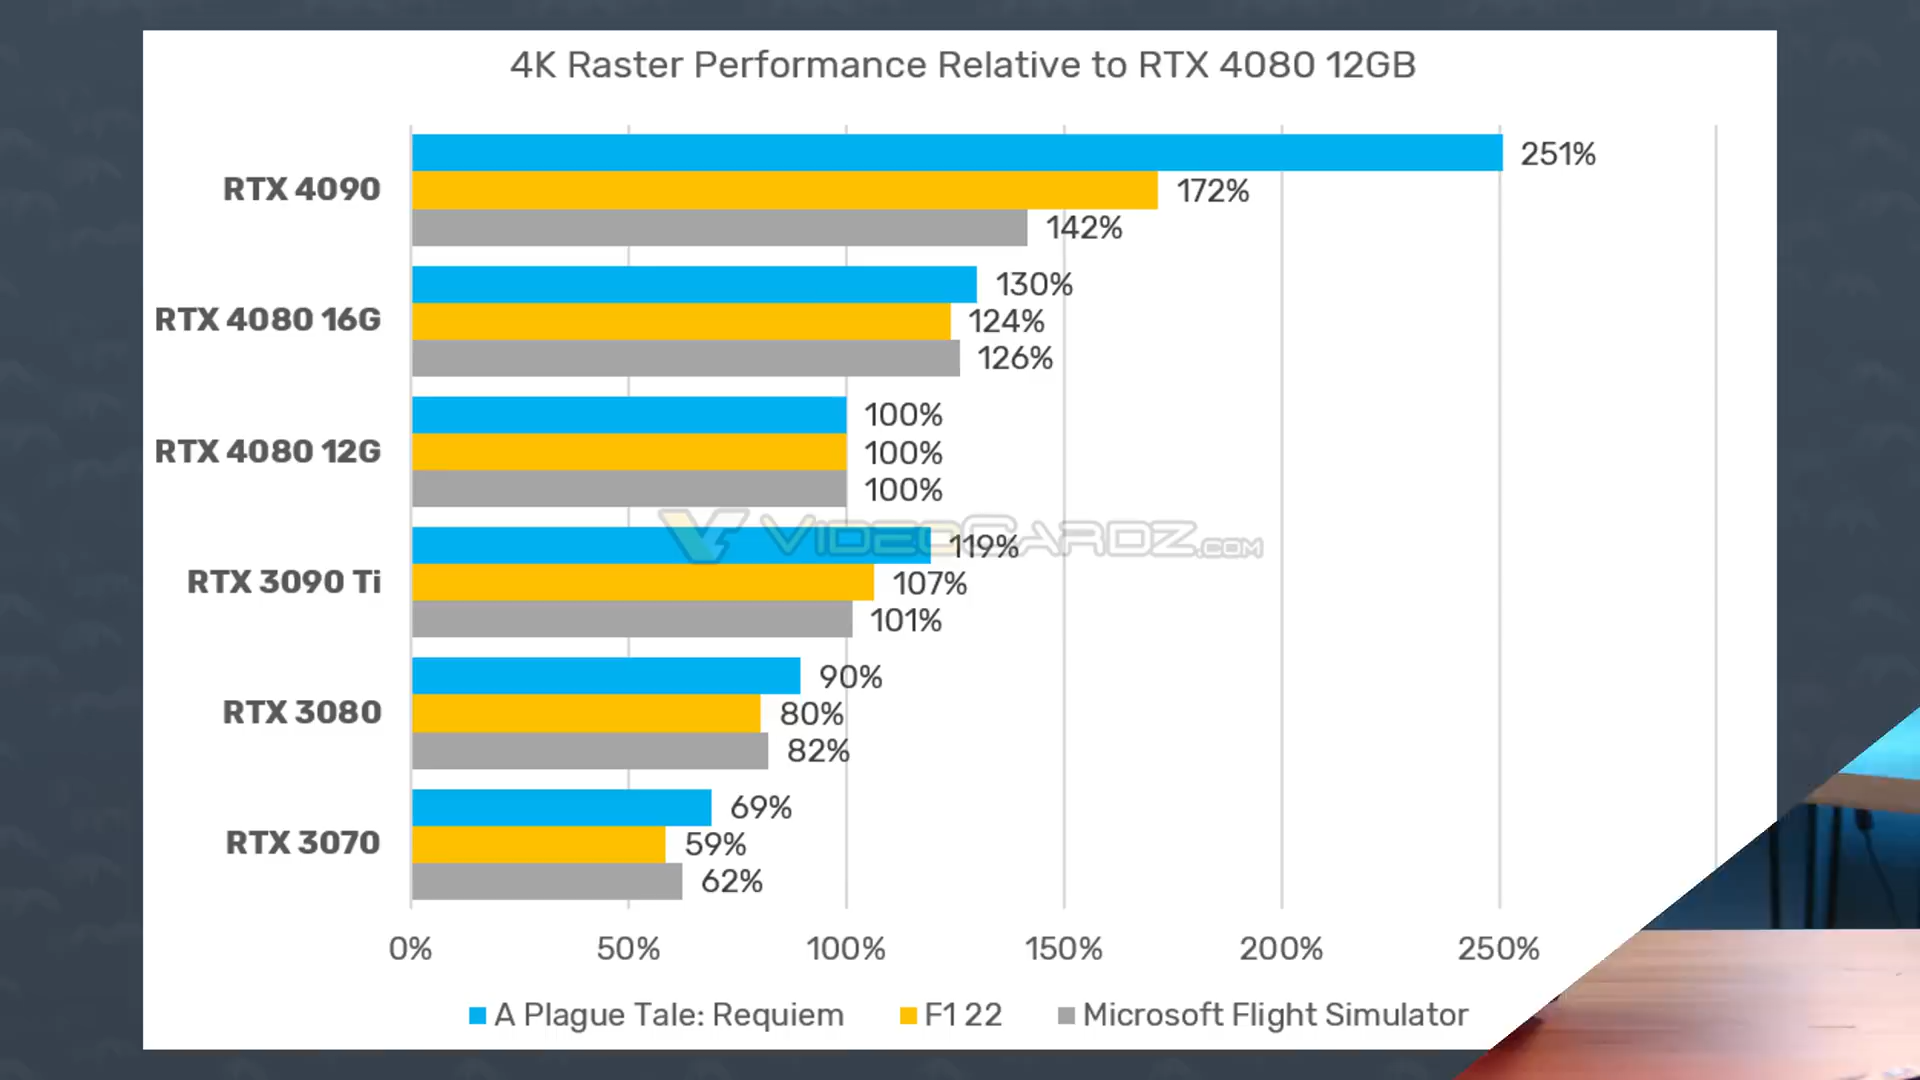 4K Raster Performance Relative to RTX 4080 12GB
RTX 4090
251%
172%
142%
RTX 4080 16G
130%
124%
126%
RTX 4080 12G
100%
100%
100%
VIDEOCARDZ.COM
RTX 3090 Ti
119%
107%
101%
RTX 3080
90%
80%
82%
RTX 3070
69%
59%
62%
0% 50% 100% 150% 200% 250%
A Plague Tale: Requiem F1 22 Microsoft Flight Simulator